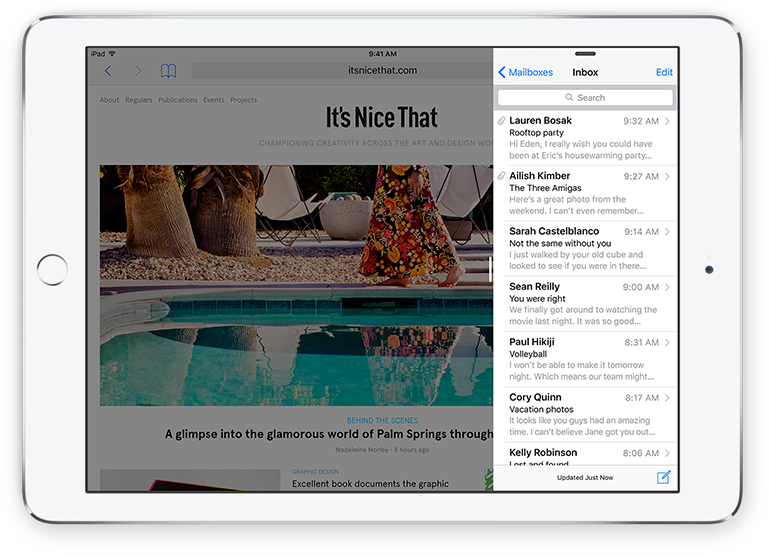 iPad
9:41 AM
itsnicethat.com
About Regulars Publications Events Projects
It's Nice That
CHAMPIONING CREATIVITY ACROSS THE ART AND DESIGN
BEHIND THE SCENES
A glimpse into the glamorous world of Palm Springs through
Madeleine Morley - 5 hours ago
GRAPHIC DESIGN
Excellent book documents the graphic
Mailboxes Inbox Edit
Search
Lauren Bosak 9:32 AM
Rooftop party
Hi Eden, I really wish you could have
been at Eric's housewarming party...
Ailish Kimber 9:27 AM
The Three Amigas
Here's a great photo from the
weekend. I can't even remember...
Sarah Castelblanco 9:14 AM
Not the same without you
I just walked by your old cube and
looked to see if you were in there...
Sean Reilly 9:00 AM
You were right
We finally got around to watching the
movie last night. It was so good...
Paul Hikiji 8:31 AM
Volleyball
I won't be able to make it tomorrow
night. Which means our team might...
Cory Quinn 8:17 AM
Vacation photos
It looks like you guys had an amazing
time. I can't believe Jane got you out...
Kelly Robinson 8:06 AM
Lost and found
Updated Just Now